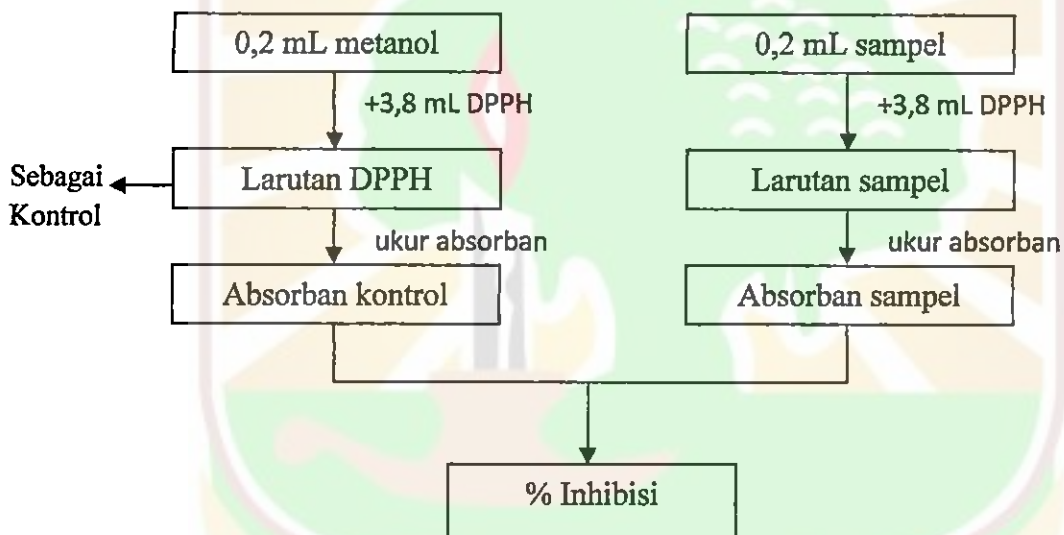 0,2 mL metanol
0,2 mL sampel
+3,8 mL DPPH
+3,8 mL DPPH
Sebagai
Kontrol
Larutan DPPH
Larutan sampel
ukur absorban
ukur absorban
Absorban kontrol
Absorban sampel
% Inhibisi